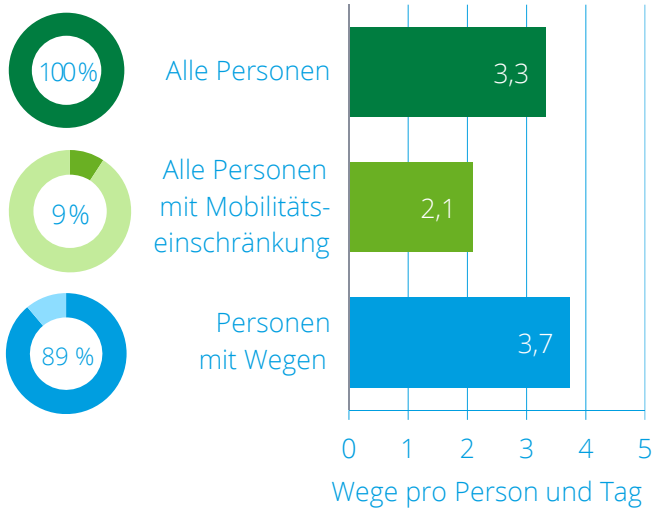 100%
Alle Personen
3,3
Alle Personen
mit Mobilitäts-
einschränkung
9%
2,1
Personen
mit Wegen
89 %
3,7
0 1 2 3 4 5
Wege pro Person und Tag